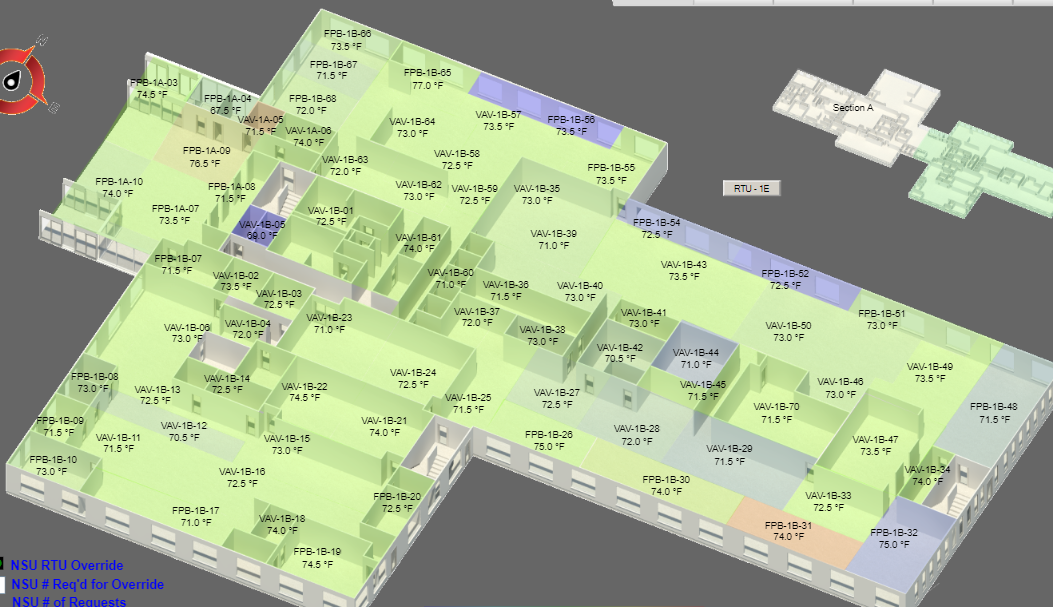 FPB-1B-66
73.5 °F
FPB-1B-67
71.5 °F
FPB-1B-65
77.0 °F
FPB-1A-03
74.5 °F
FPB-1A-04
67.5 °F
FPB-1B-68
72.0 °F
VAV-1B-57
73.5 °F
FPB-1B-56
73.5 °F
Section A
VAV-1A-05
71.5 °F
VAV-1A-06
74.0 °F
VAV-1B-64
73.0 °F
FPB-1A-09
76.5 °F
VAV-1B-63
72.0 °F
VAV-1B-58
72.5 °F
FPB-1B-55
73.5 °F
FPB-1A-10
74.0 °F
FPB-1A-08
71.5 °F
VAV-1B-62
73.0 °F
VAV-1B-59
72.5 °F
VAV-1B-35
73.0 °F
RTU - 1E
FPB-1A-07
73.5 °F
VAV-1B-01
72.5 °F
VAV-1B-05
69.0 °F
FPB-1B-54
72.5 °F
VAV-1B-61
74.0 °F
VAV-1B-39
71.0 °F
FPB-1B-07
71.5 °F
VAV-1B-02
73.5 °F
VAV-1B-60
71.0 °F
VAV-1B-43
73.5 °F
FPB-1B-52
72.5 °F
VAV-1B-03
72.5 °F
VAV-1B-36
71.5 °F
VAV-1B-40
73.0 °F
VAV-1B-06
73.0 °F
VAV-1B-04
72.0 °F
VAV-1B-23
71.0 °F
VAV-1B-37
72.0 °F
VAV-1B-38
73.0 °F
VAV-1B-41
73.0 °F
VAV-1B-50
73.0 °F
FPB-1B-51
73.0 °F
VAV-1B-42
70.5 °F
VAV-1B-44
71.0 °F
FPB-1B-08
73.0 °F
VAV-1B-13
72.5 °F
VAV-1B-14
72.5 °F
VAV-1B-22
74.5 °F
VAV-1B-24
72.5 °F
VAV-1B-25
71.5 °F
VAV-1B-27
72.5 °F
VAV-1B-45
71.5 °F
VAV-1B-46
73.0 °F
VAV-1B-49
73.5 °F
FPB-1B-09
71.5 °F
VAV-1B-11
71.5 °F
VAV-1B-12
70.5 °F
VAV-1B-15
73.0 °F
VAV-1B-21
74.0 °F
FPB-1B-26
75.0 °F
VAV-1B-28
72.0 °F
VAV-1B-70
71.5 °F
FPB-1B-48
71.5 °F
FPB-1B-10
73.0 °F
VAV-1B-16
72.5 °F
VAV-1B-29
71.5 °F
VAV-1B-47
73.5 °F
FPB-1B-30
74.0 °F
VAV-1B-34
74.0 °F
FPB-1B-17
71.0 °F
VAV-1B-18
74.0 °F
FPB-1B-20
72.5 °F
VAV-1B-33
72.5 °F
FPB-1B-31
74.0 °F
FPB-1B-32
75.0 °F
FPB-1B-19
74.5 °F
NSU RTU Override
NSU # Req'd for Override
NSU # of Requests